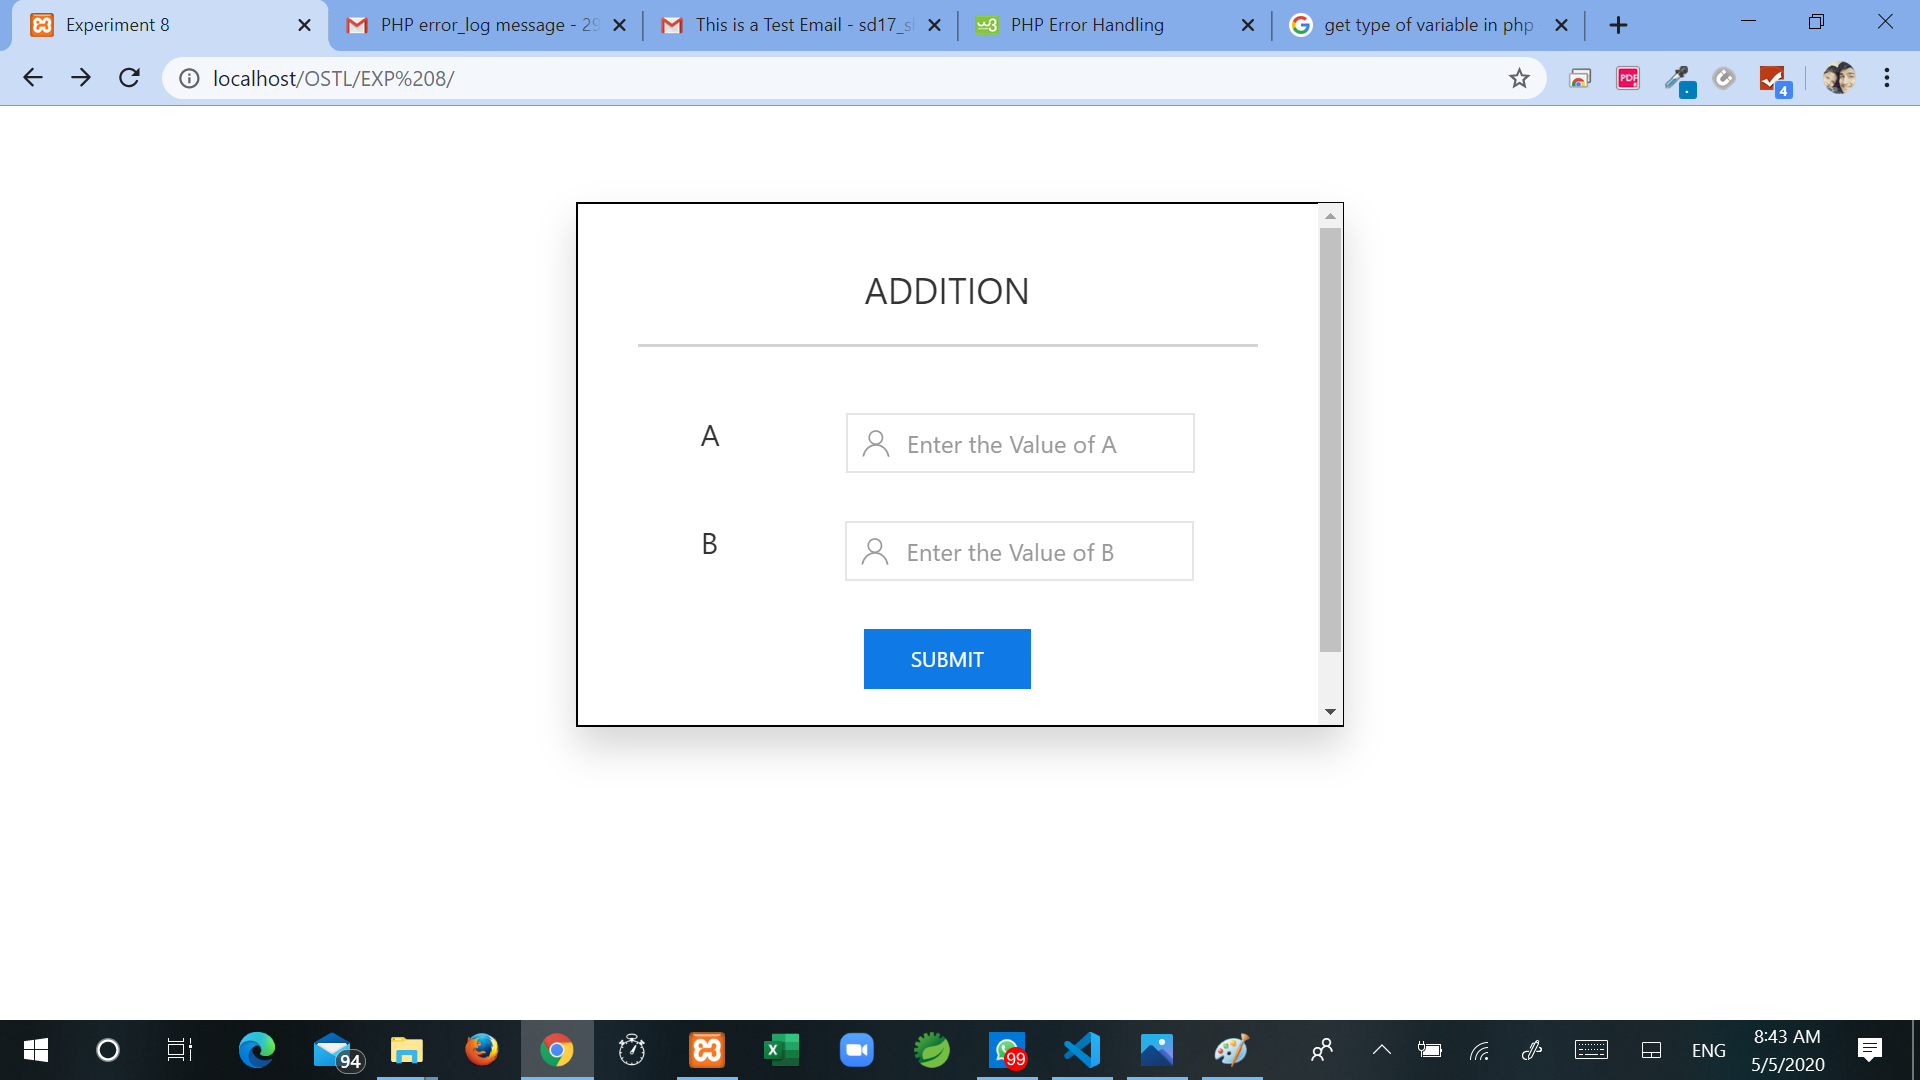 Experiment 8
PHP error_log message - 29
This is a Test Email - sd17_s
PHP Error Handling
get type of variable in php
localhost/OSTL/EXP%208/
PDF
4
ADDITION
A
Enter the Value of A
B
Enter the Value of B
SUBMIT
94
99
ENG
8:43 AM
5/5/2020